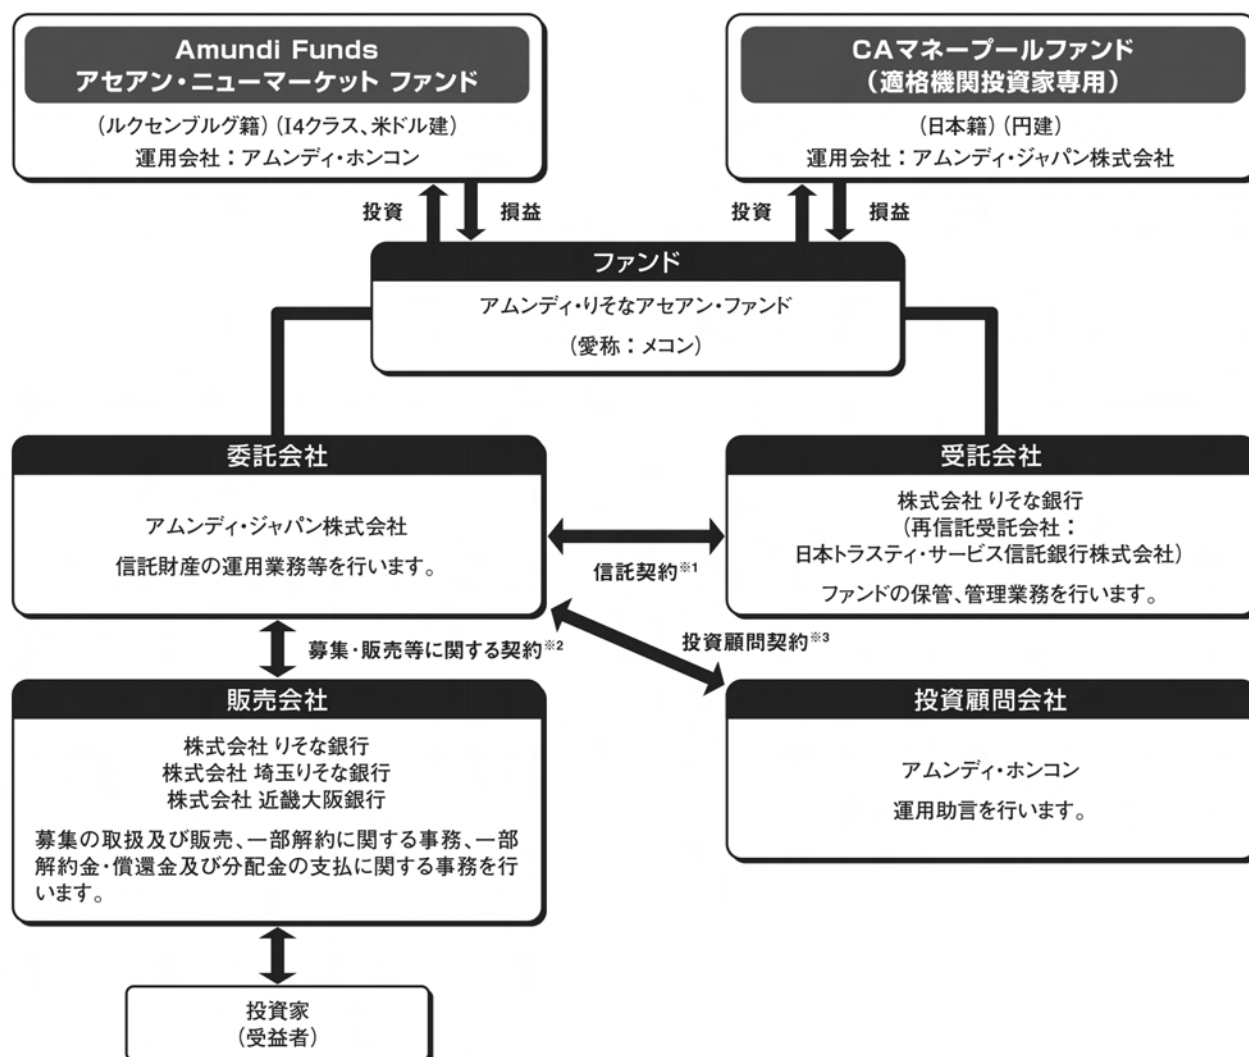 Amundi Funds
アセアン・ニューマーケット ファンド
(ルクセンブルグ籍) (I4クラス、米ドル建)
運用会社：アムンディ・ホンコン
CAマネープールファンド
(適格機関投資家専用)
(日本籍) (円建)
運用会社：アムンディ・ジャパン株式会社
投資
損益
投資
損益
ファンド
アムンディ・りそなアセアン・ファンド
(愛称：メコン)
委託会社
アムンディ・ジャパン株式会社
信託財産の運用業務等を行います。
受託会社
株式会社 りそな銀行
(再信託受託会社：
日本トラスティ・サービス信託銀行株式会社)
ファンドの保管、管理業務を行います。
信託契約※1
募集・販売等に関する契約※2
投資顧問契約※3
販売会社
株式会社 りそな銀行
株式会社 埼玉りそな銀行
株式会社 近畿大阪銀行
募集の取扱及び販売、一部解約に関する事務、一部
解約金・償還金及び分配金の支払に関する事務を行
います。
投資顧問会社
アムンディ・ホンコン
運用助言を行います。
投資家
(受益者)